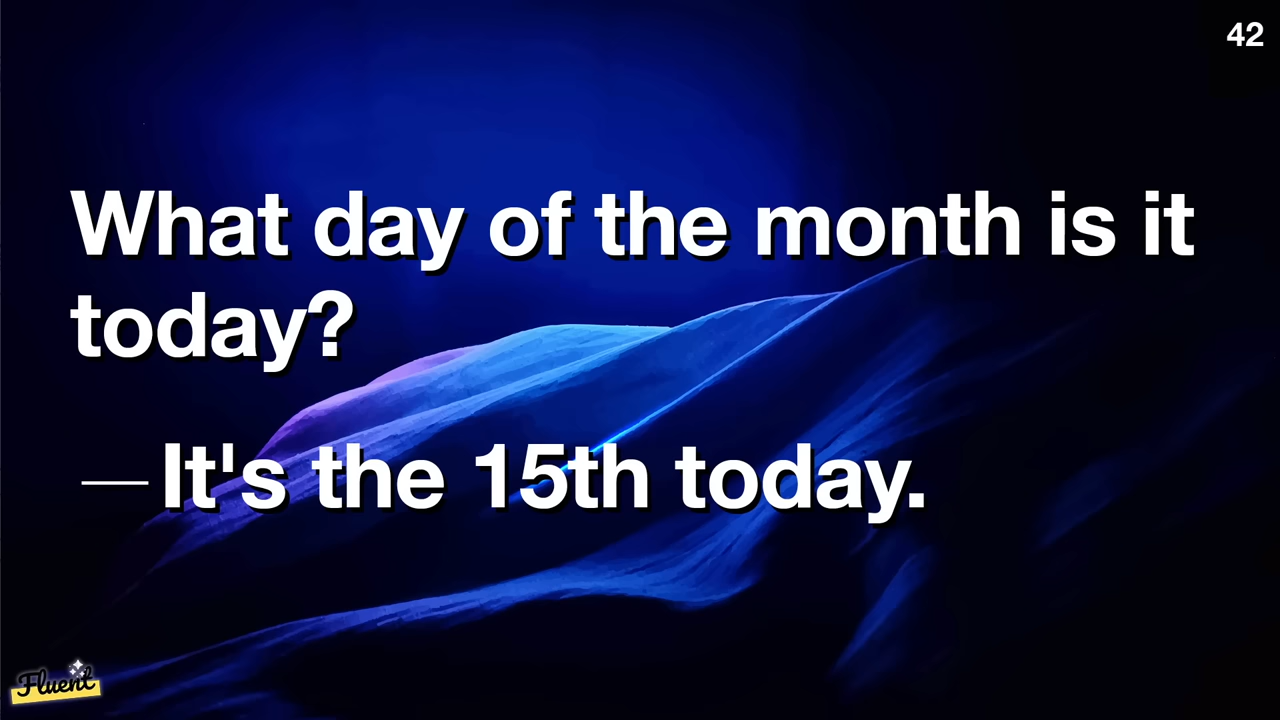 42
What day of the month is it
today?
—It's the 15th today.
Fluent